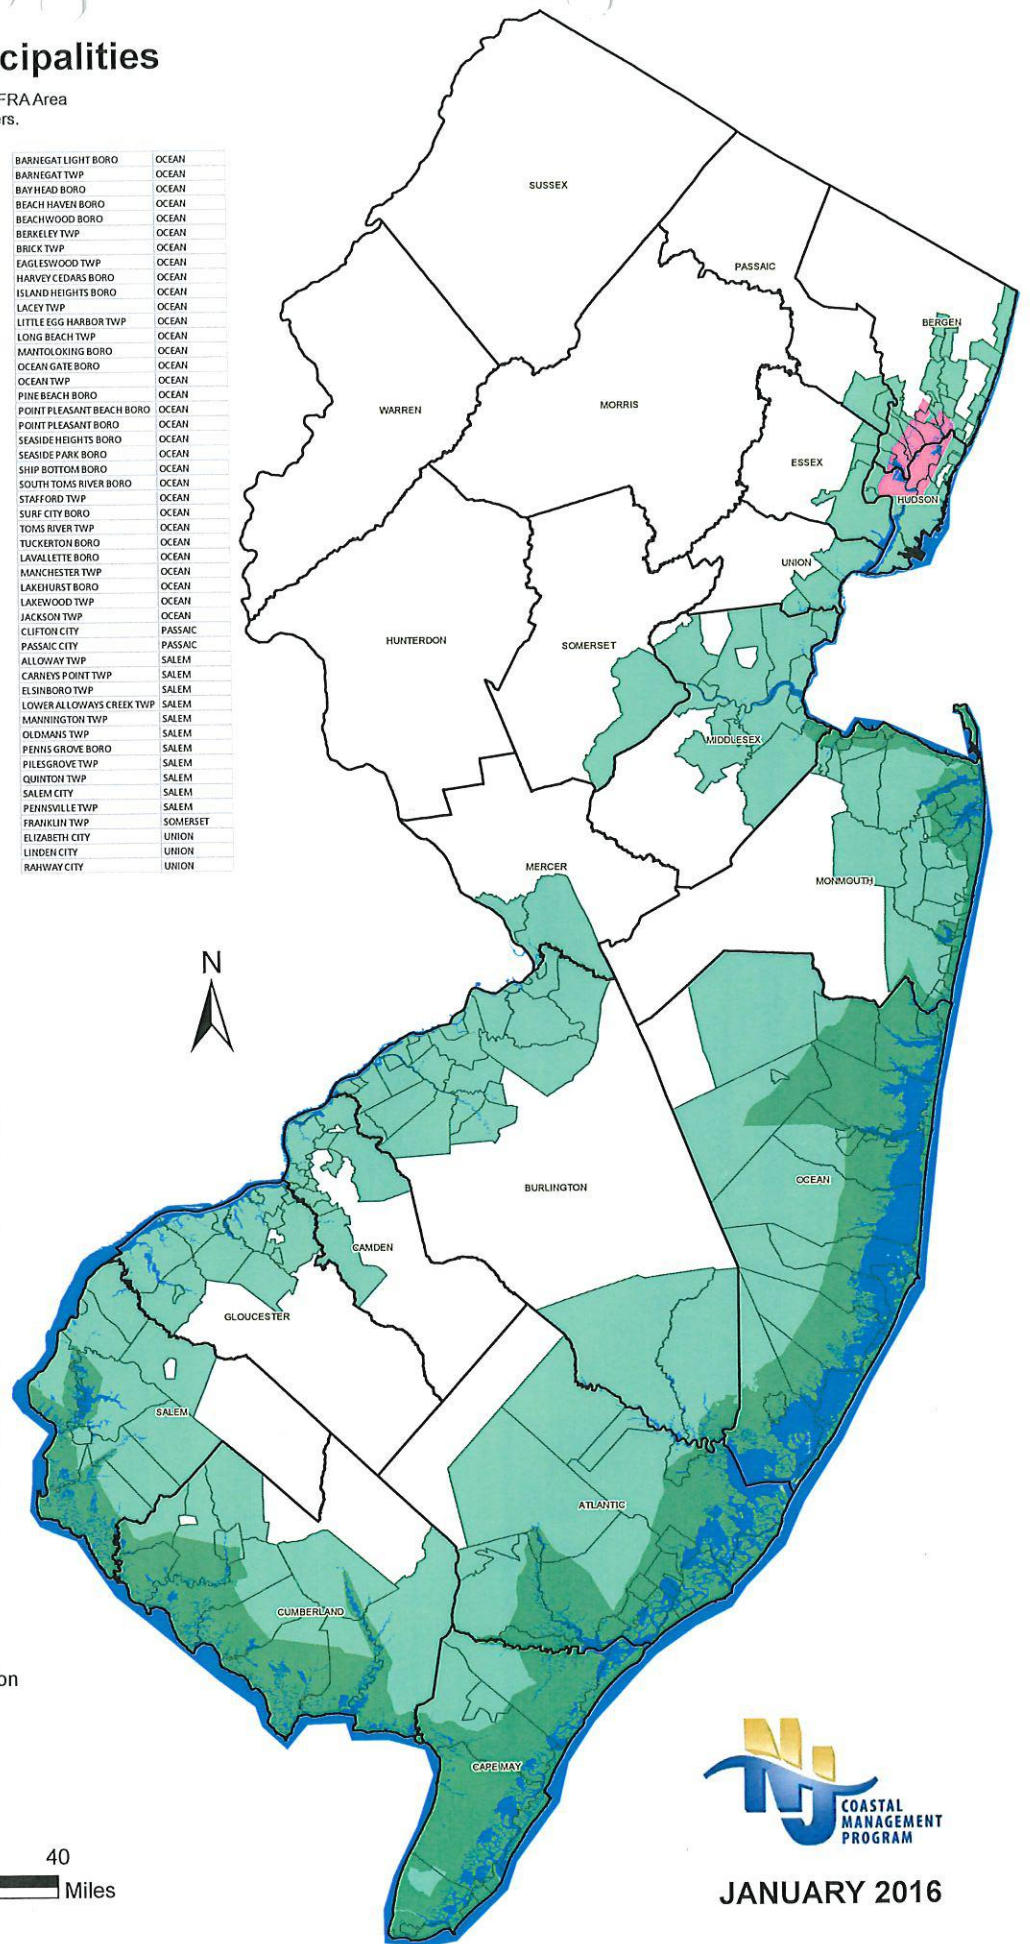 cipalities
FRA Area
ers.
BARNEGAT LIGHT BORO OCEAN
BARNEGAT TWP OCEAN
BAY HEAD BORO OCEAN
BEACH HAVEN BORO OCEAN
BEACHWOOD BORO OCEAN
BERKELEY TWP OCEAN
BRICK TWP OCEAN
EAGLESWOOD TWP OCEAN
HARVEY CEDARS BORO OCEAN
ISLAND HEIGHTS BORO OCEAN
LACEY TWP OCEAN
LITTLE EGG HARBOR TWP OCEAN
LONG BEACH TWP OCEAN
MANTOLOKING BORO OCEAN
OCEAN GATE BORO OCEAN
OCEAN TWP OCEAN
PINE BEACH BORO OCEAN
POINT PLEASANT BEACH BORO OCEAN
POINT PLEASANT BORO OCEAN
SEASIDE HEIGHTS BORO OCEAN
SEASIDE PARK BORO OCEAN
SHIP BOTTOM BORO OCEAN
SOUTH TOMS RIVER BORO OCEAN
STAFFORD TWP OCEAN
SURF CITY BORO OCEAN
TOMS RIVER TWP OCEAN
TUCKERTON BORO OCEAN
LAVALLETTE BORO OCEAN
MANCHESTER TWP OCEAN
LAKEHURST BORO OCEAN
LAKEWOOD TWP OCEAN
JACKSON TWP OCEAN
CLIFTON CITY PASSAIC
PASSAIC CITY PASSAIC
ALLOWAY TWP SALEM
CARNEYS POINT TWP SALEM
ELSINBORO TWP SALEM
LOWER ALLOWAYS CREEK TWP SALEM
MANNINGTON TWP SALEM
OLDMANS TWP SALEM
PENNS GROVE BORO SALEM
PILESGROVE TWP SALEM
QUINTON TWP SALEM
SALEM CITY SALEM
PENNSVILLE TWP SALEM
FRANKLIN TWP SOMERSET
ELIZABETH CITY UNION
LINDEN CITY UNION
RAHWAY CITY UNION
SUSSEX
PASSAIC
BERGEN
WARREN
MORRIS
ESSEX
HUDSON
UNION
HUNTERDON
SOMERSET
MIDDLESEX
MERCER
MONMOUTH
N
OCEAN
BURLINGTON
CAMDEN
GLOUCESTER
SALEM
ATLANTIC
CUMBERLAND
CAPE MAY
on
40
Miles
NJ
COASTAL
MANAGEMENT
PROGRAM
JANUARY 2016